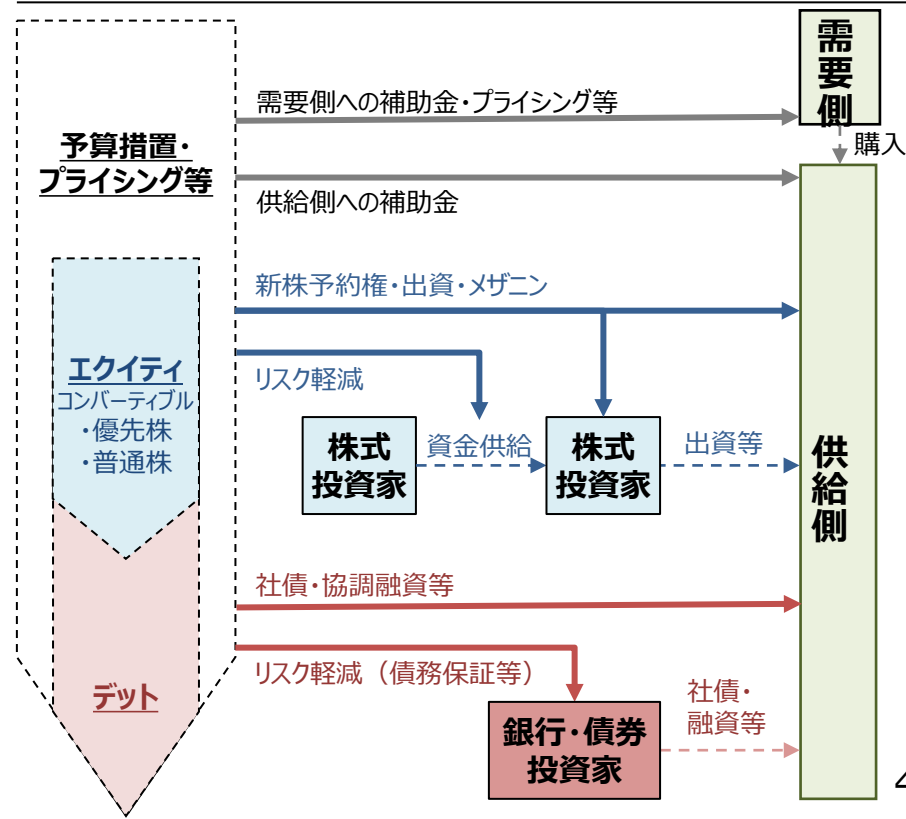 需
要
側
需要側への補助金・プライシング等
購入
予算措置・
プライシング等
供給側への補助金
新株予約権・出資・メザニン
エクイティ
コンバーティブル
・優先株
・普通株
リスク軽減
株式
投資家
資金供給
株式
投資家
出資等
供
給
側
社債・協調融資等
デット
リスク軽減（債務保証等）
銀行・債券
投資家
社債・
融資等
4